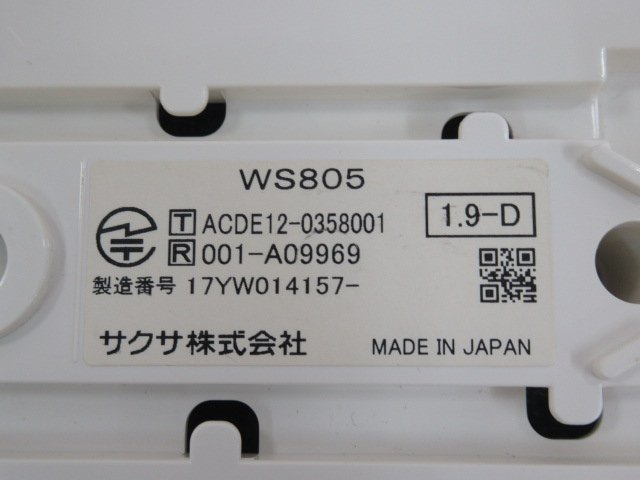 WS805
T ACDE12-0358001
1.9-D
R 001-A09969
製造番号 17YW014157-
サクサ株式会社
MADE IN JAPAN